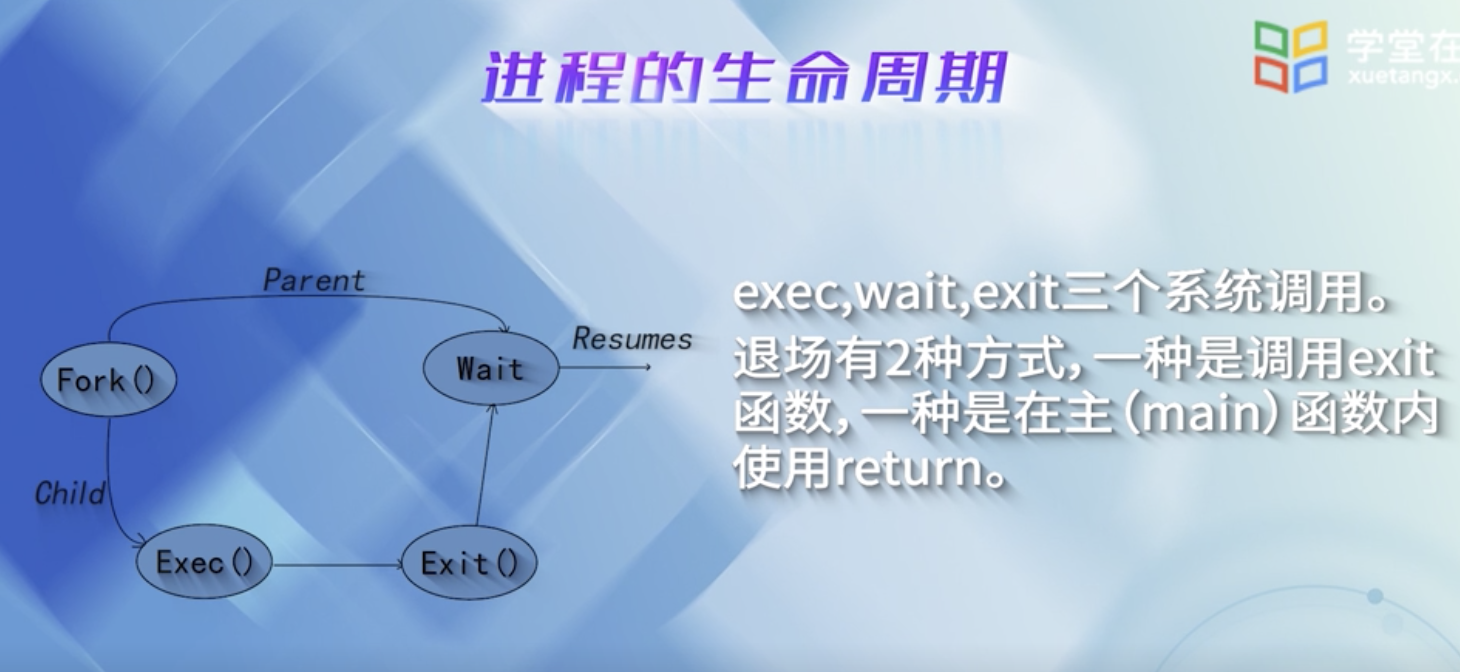 进程的生命周期
学堂在
xuetangx.
Parent
Fork()
Wait
Resumes
Child
Exec()
Exit()
exec,wait,exit三个系统调用。
退场有2种方式，一种是调用exit
函数，一种是在主（main）函数内
使用return。